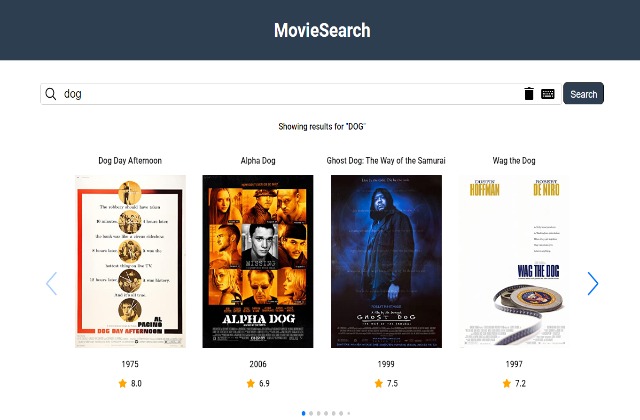 MovieSearch
dog
Search
Showing results for "DOG"
Dog Day Afternoon
Alpha Dog
Ghost Dog: The Way of the Samurai
Wag the Dog
The robbery should have taken
10 minutes.
4 hours later
the bank was like a circus sideshow
8 hours later
it was the
hottest thing on live TV.
12 hours later
it was history.
And it's all true.
AL
PACINO
DOG DAY AFTERNOON
MISSING
ALPHA DOG
GHOST DOG
THE WAY OF THE SAMURAI
DUSTIN
HOFFMAN
ROBERT
DE NIRO
WAG THE DOG
1975
2006
1999
1997
8.0
6.9
7.5
7.2